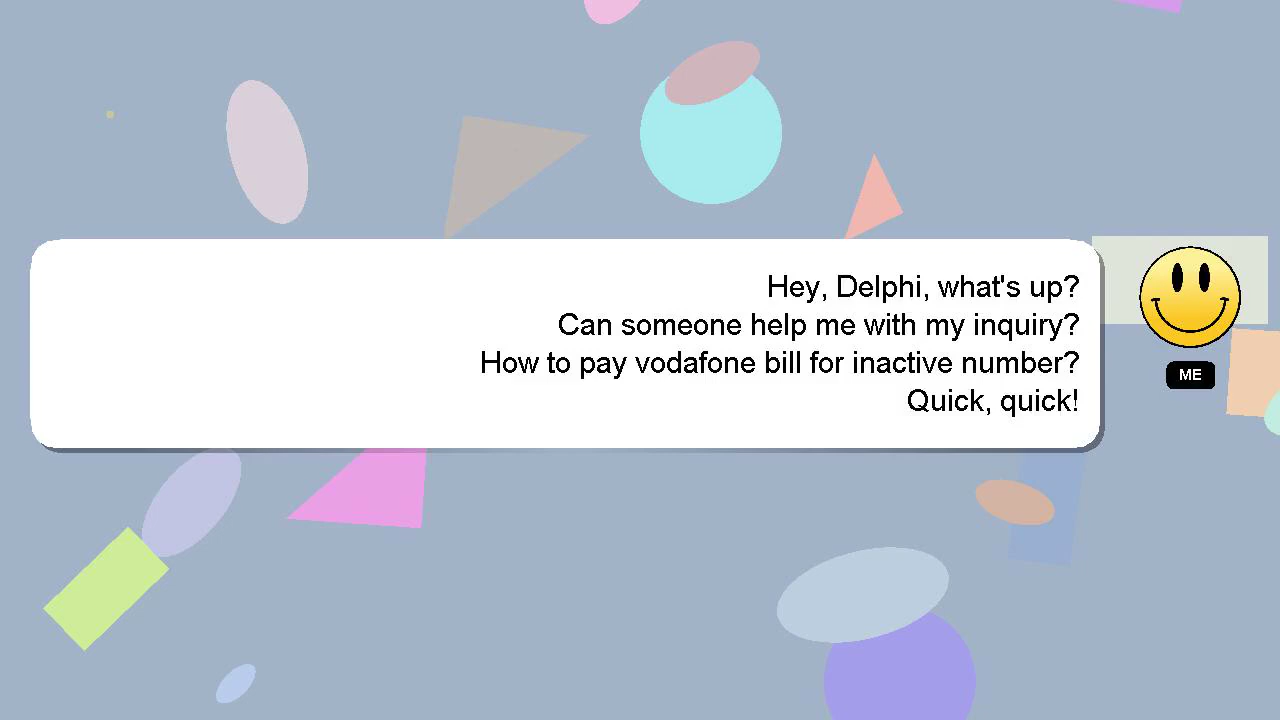 Hey, Delphi, what's up?
Can someone help me with my inquiry?
How to pay vodafone bill for inactive number?
Quick, quick!
ME